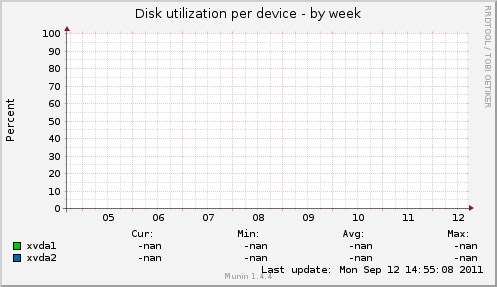 Disk utilization per device - by week
RRDTOOL / TOBI OETIKER
Percent
100
90
80
70
60
50
40
30
20
10
0
05 06 07 08 09 10 11 12
Cur: Min: Avg: Max:
xvda1 -nan -nan -nan -nan
xvda2 -nan -nan -nan -nan
Last update: Mon Sep 12 14:55:08 2011
Munin 1.4.4